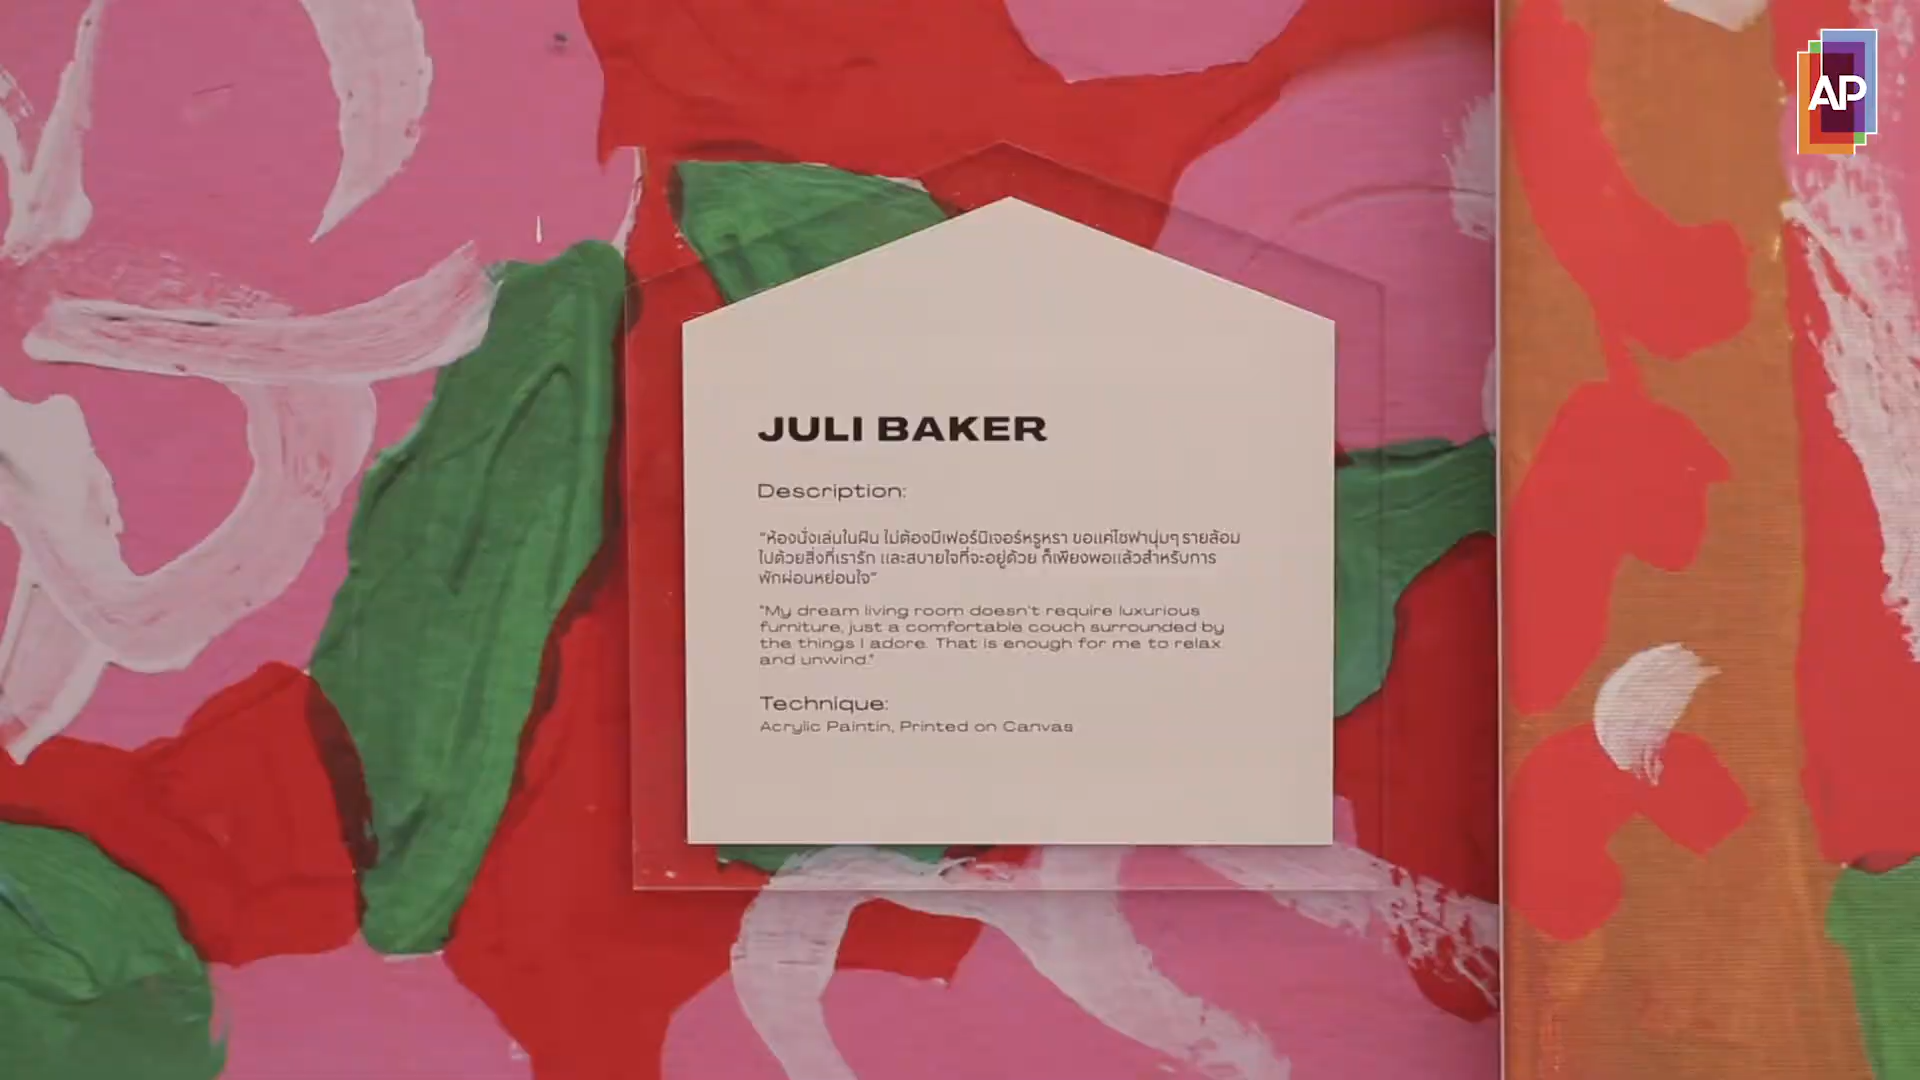 AP
JULI BAKER
Description:
"ห้องนั่งเล่นในฝัน ไม่ต้องมีเฟอร์นิเจอร์หรูหรา ขอแค่โซฟานุ่มๆ รายล้อม
ไปด้วยสิ่งที่เรารัก และสบายใจที่จะอยู่ด้วย ก็เพียงพอแล้วสำหรับการ
พักผ่อนหย่อนใจ"
"My dream living room doesn't require luxurious
furniture, just a comfortable couch surrounded by
the things I adore. That is enough for me to relax
and unwind."
Technique:
Acrylic Paintin, Printed on Canvas